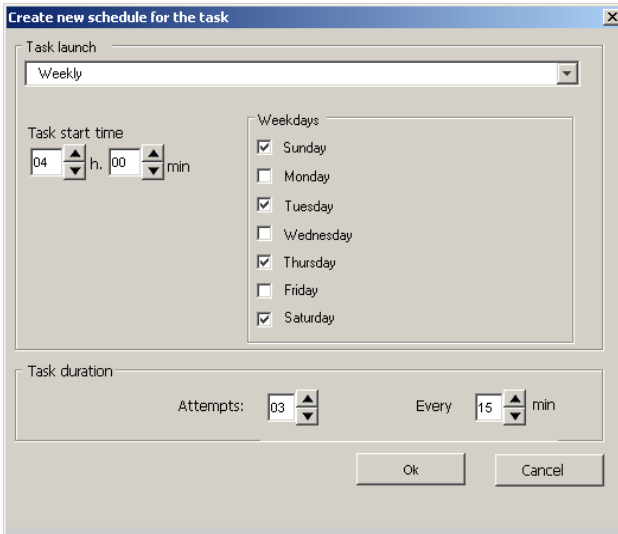 Create new schedule for the task
Task launch
Weekly
Task start time
04 h. 00 min
Weekdays
Sunday
Monday
Tuesday
Wednesday
Thursday
Friday
Saturday
Task duration
Attempts: 03 Every 15 min
Ok Cancel